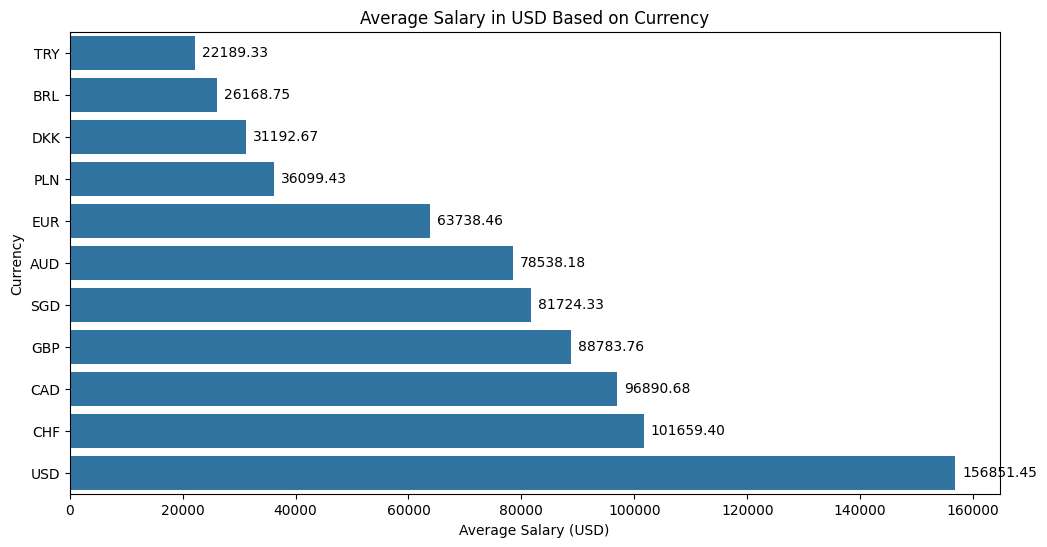 Average Salary in USD Based on Currency
Currency
TRY 22189.33
BRL 26168.75
DKK 31192.67
PLN 36099.43
EUR 63738.46
AUD 78538.18
SGD 81724.33
GBP 88783.76
CAD 96890.68
CHF 101659.40
USD 156851.45
0 20000 40000 60000 80000 100000 120000 140000 160000
Average Salary (USD)